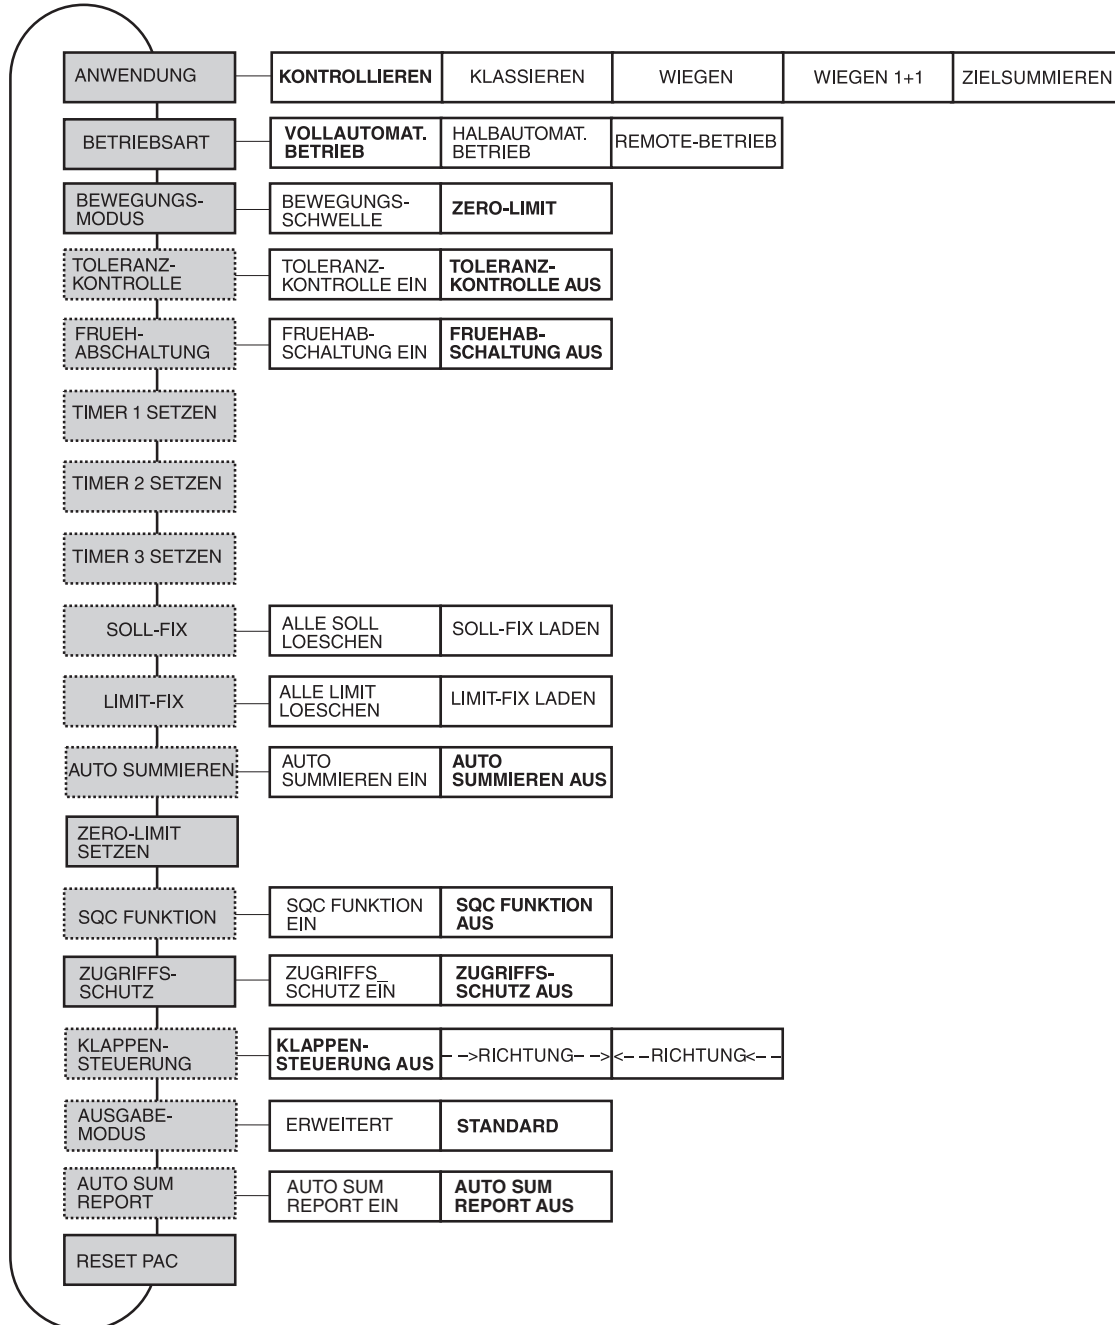 ANWENDUNG KONTROLLIEREN KLASSIEREN WIEGEN WIEGEN 1+1 ZIELSUMMIEREN
BETRIEBSART
VOLLAUTOMAT.
BETRIEB
HALBAUTOMAT.
BETRIEB
REMOTE-BETRIEB
BEWEGUNGS-
MODUS
BEWEGUNGS-
SCHWELLE
ZERO-LIMIT
TOLERANZ-
KONTROLLE
TOLERANZ-
KONTROLLE EIN
TOLERANZ-
KONTROLLE AUS
FRUEH-
ABSCHALTUNG
FRUEHAB-
SCHALTUNG EIN
FRUEHAB-
SCHALTUNG AUS
TIMER 1 SETZEN
TIMER 2 SETZEN
TIMER 3 SETZEN
SOLL-FIX
ALLE SOLL
LOESCHEN
SOLL-FIX LADEN
LIMIT-FIX
ALLE LIMIT
LOESCHEN
LIMIT-FIX LADEN
AUTO SUMMIEREN
AUTO
SUMMIEREN EIN
AUTO
SUMMIEREN AUS
ZERO-LIMIT
SETZEN
SQC FUNKTION
SQC FUNKTION
EIN
SQC FUNKTION
AUS
ZUGRIFFS-
SCHUTZ
ZUGRIFFS_
SCHUTZ EIN
ZUGRIFFS-
SCHUTZ AUS
KLAPPEN-
STEUERUNG
KLAPPEN-
STEUERUNG AUS
– –>RICHTUNG– –>
<– –RICHTUNG<– –
AUSGABE-
MODUS
ERWEITERT
STANDARD
AUTO SUM
REPORT
AUTO SUM
REPORT EIN
AUTO SUM
REPORT AUS
RESET PAC